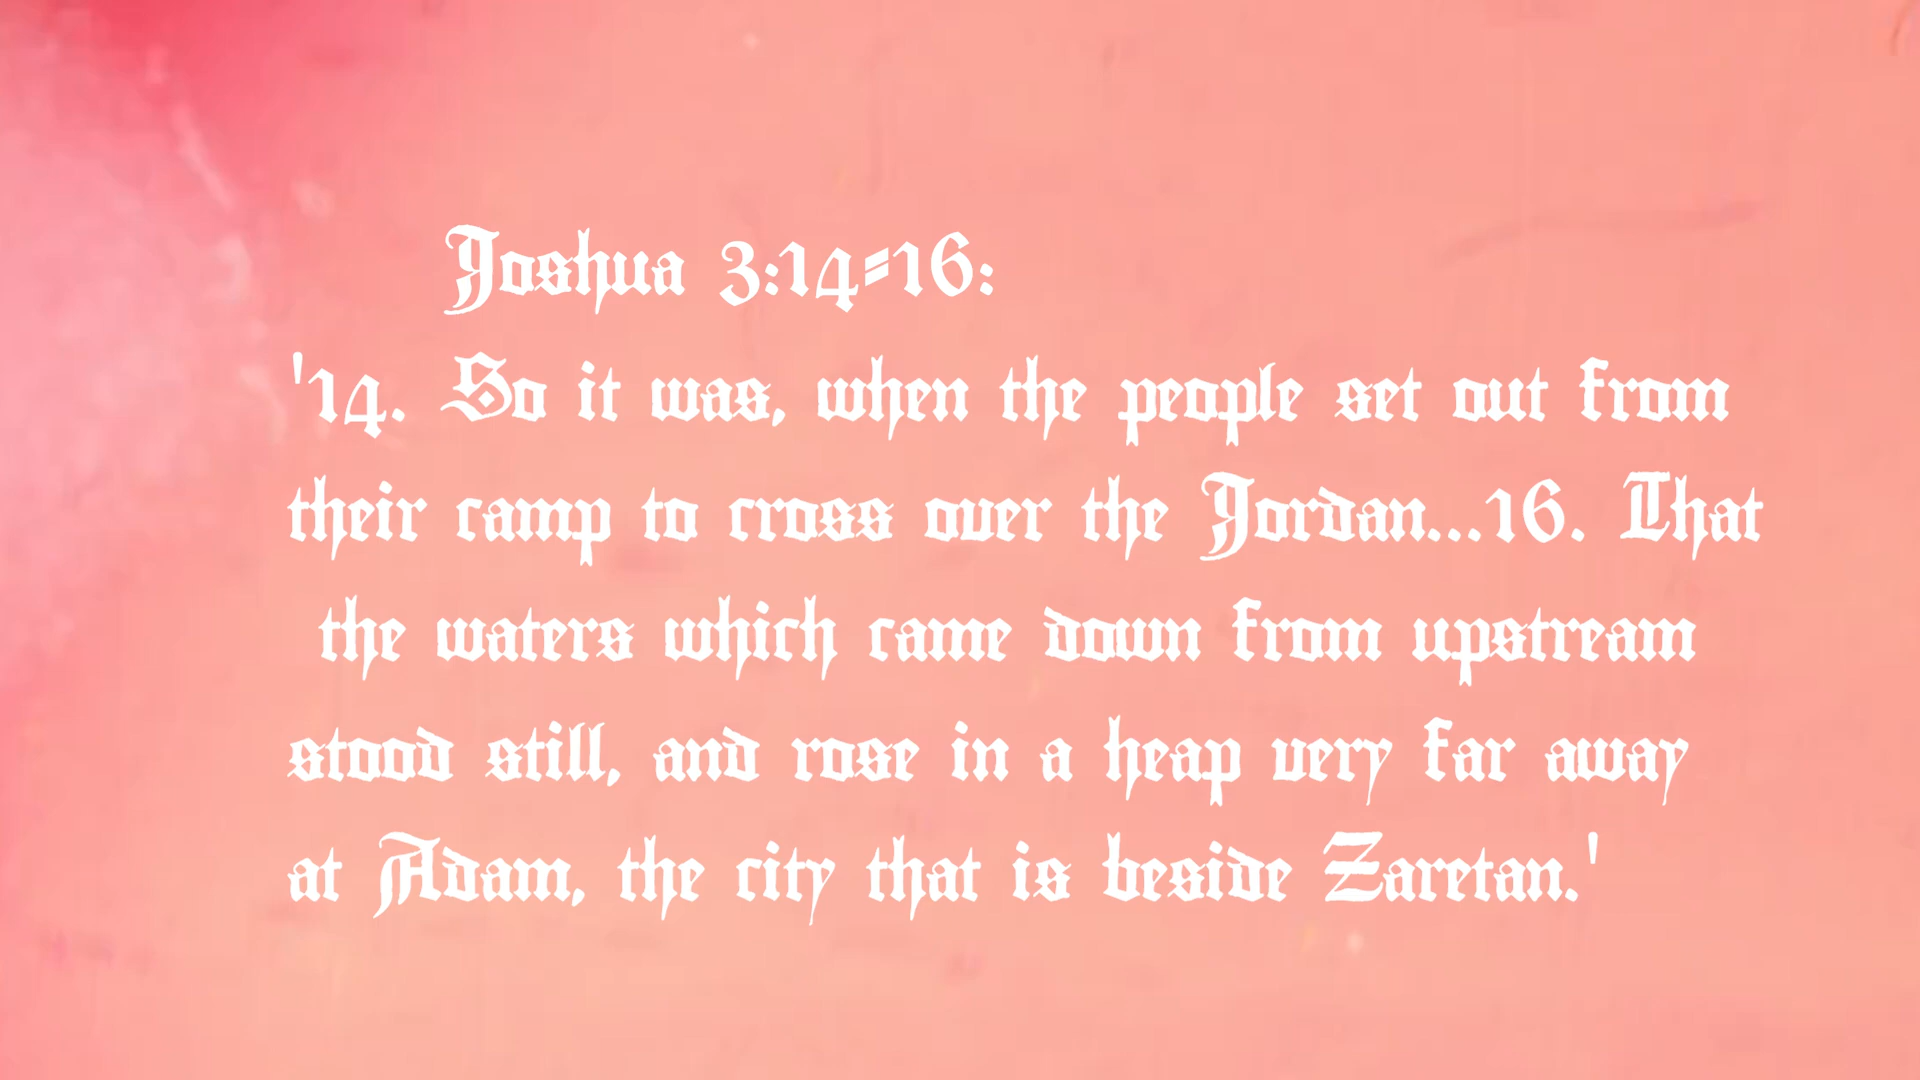 Joshua 3:14-16:
'14. So it was, when the people set out from
their camp to cross over the Jordan...16. That
the waters which came down from upstream
stood still, and rose in a heap very far away
at Adam, the city that is beside Zaretan.'